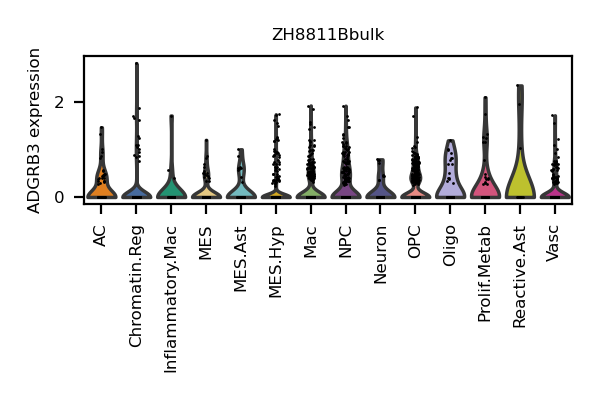 ZH8811Bbulk
ADGRB3 expression
2
0
AC
Chromatin.Reg
Inflammatory.Mac
MES
MES.Ast
MES.Hyp
Mac
NPC
Neuron
OPC
Oligo
Prolif.Metab
Reactive.Ast
Vasc